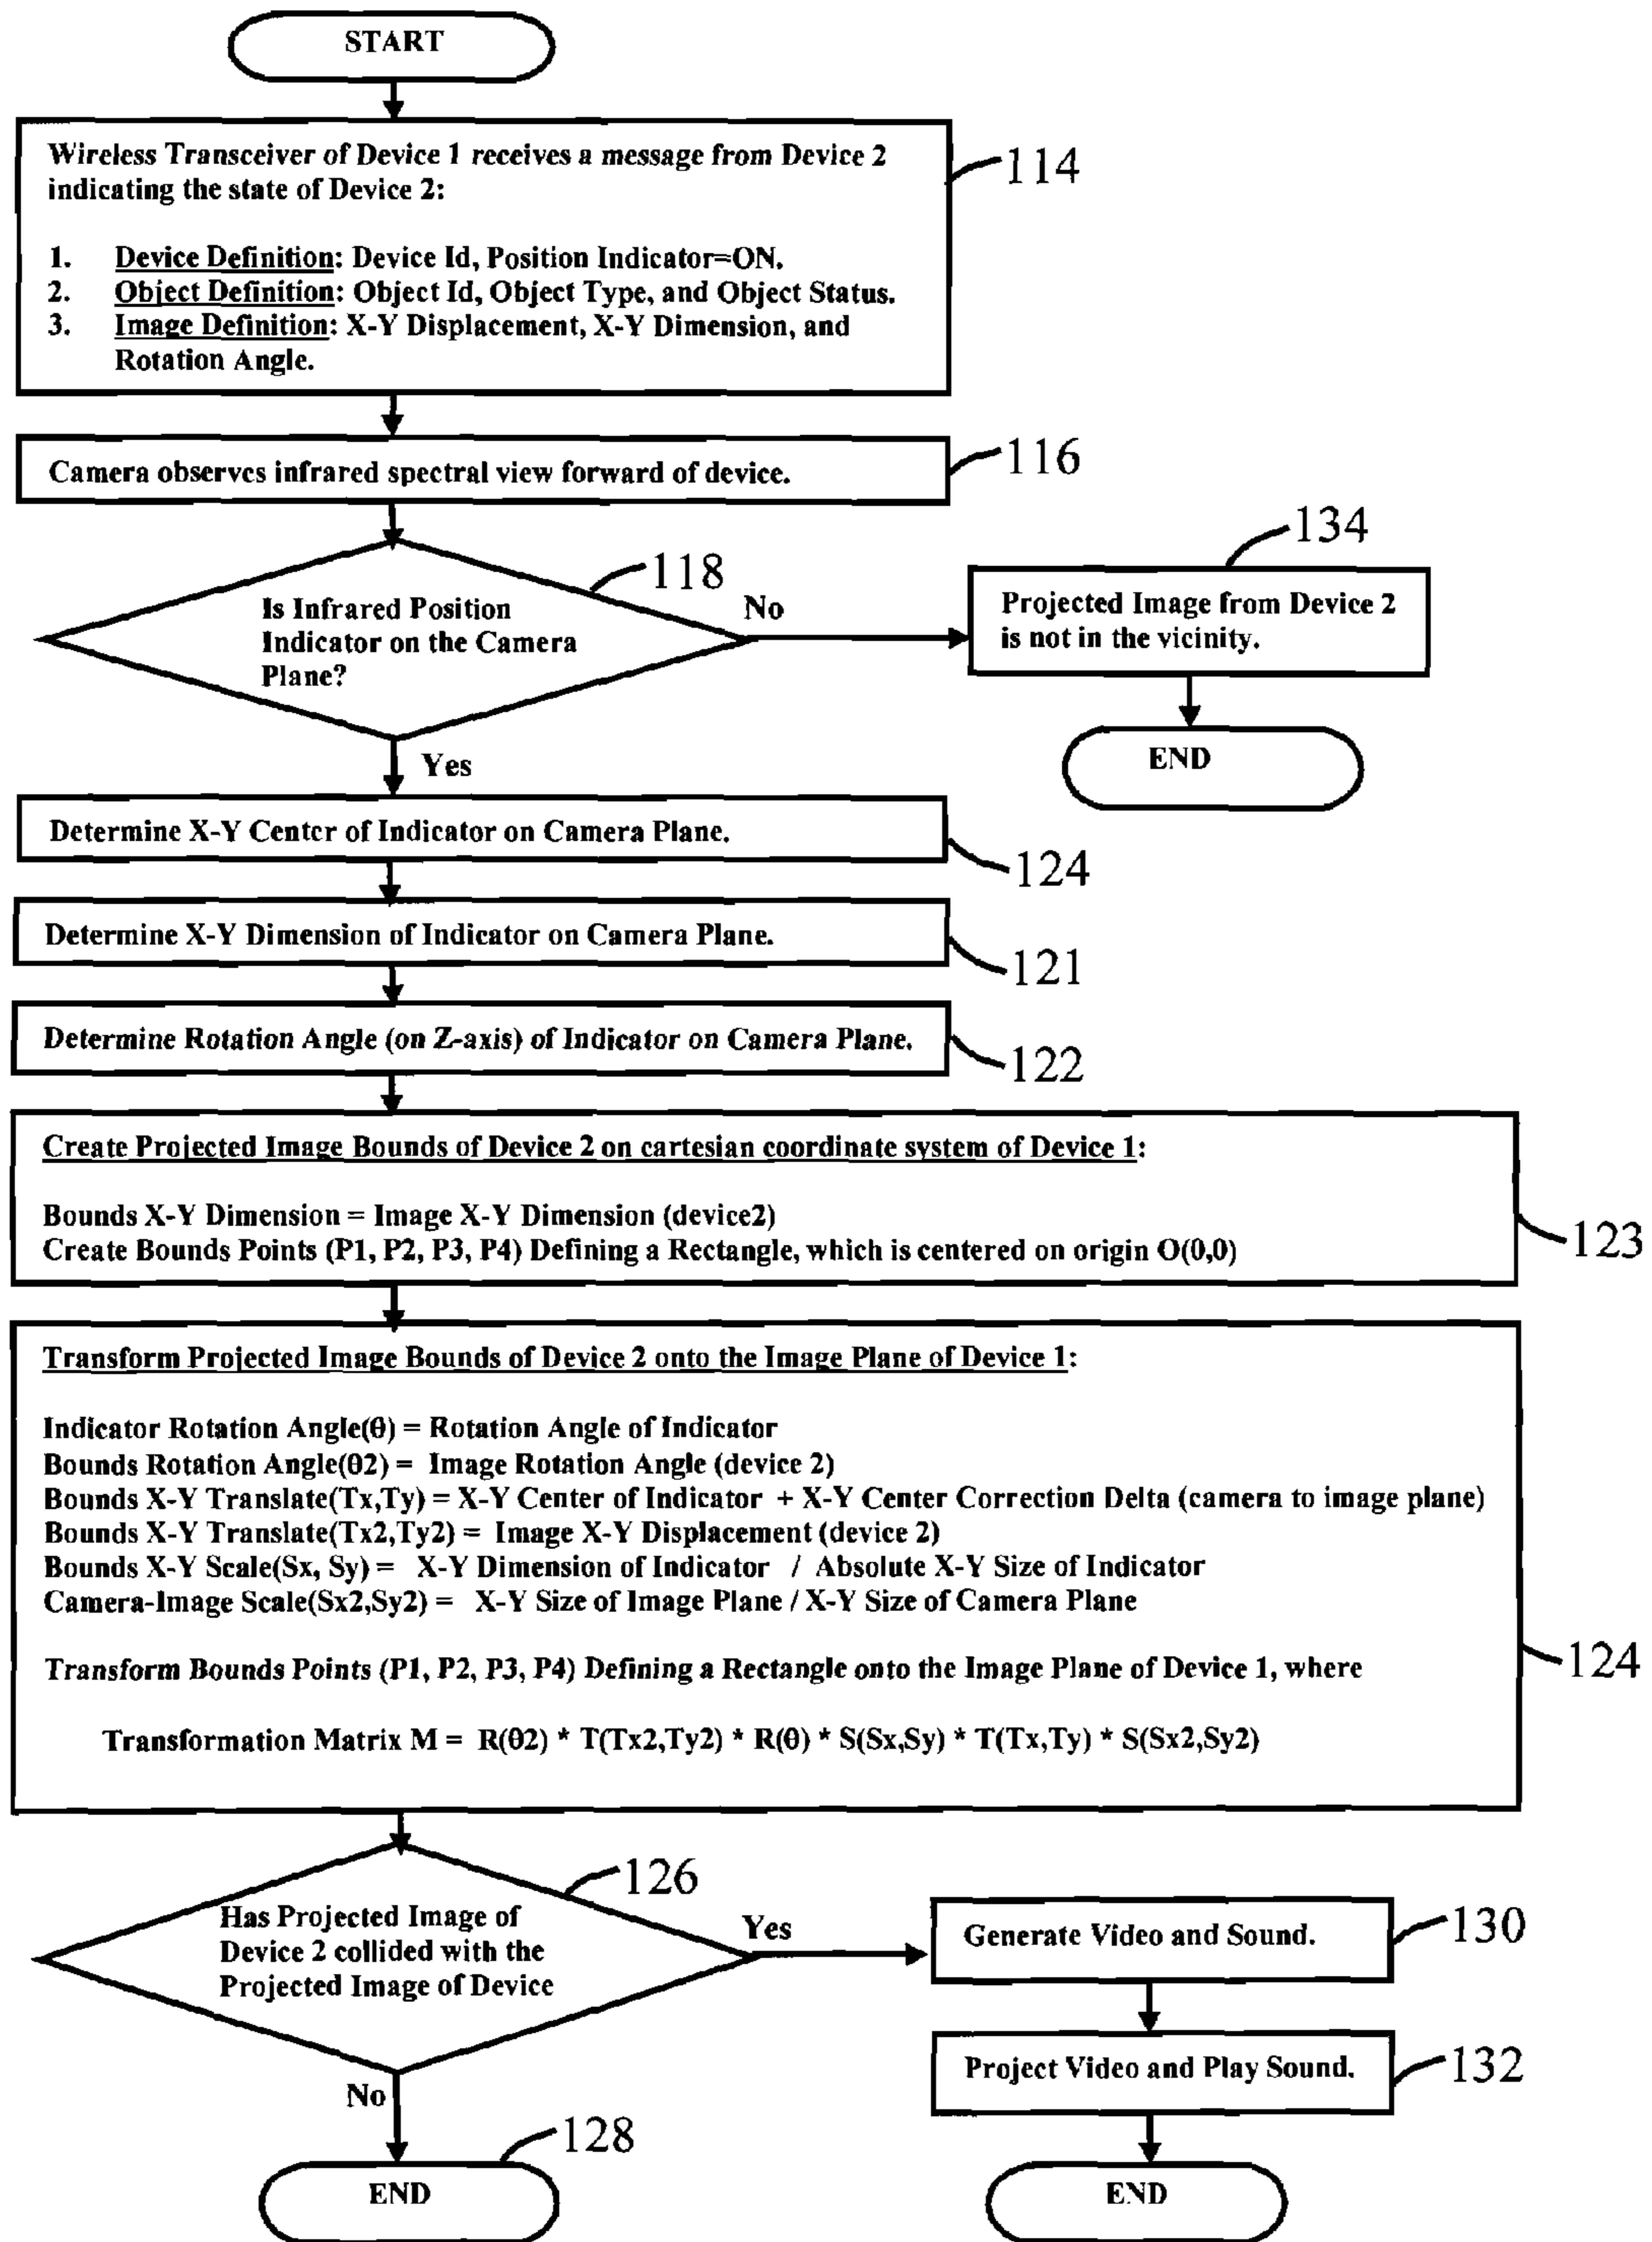 START
Wireless Transceiver of Device 1 receives a message from Device 2
indicating the state of Device 2:
1. Device Definition: Device Id, Position Indicator=ON.
2. Object Definition: Object Id, Object Type, and Object Status.
3. Image Definition: X-Y Displacement, X-Y Dimension, and
Rotation Angle.
114
Camera observes infrared spectral view forward of device.
116
Is Infrared Position
Indicator on the Camera
Plane?
118
No
134
Projected Image from Device 2
is not in the vicinity.
END
Yes
Determine X-Y Center of Indicator on Camera Plane.
124
Determine X-Y Dimension of Indicator on Camera Plane.
121
Determine Rotation Angle (on Z-axis) of Indicator on Camera Plane.
122
Create Projected Image Bounds of Device 2 on cartesian coordinate system of Device 1:
Bounds X-Y Dimension = Image X-Y Dimension (device2)
Create Bounds Points (P1, P2, P3, P4) Defining a Rectangle, which is centered on origin O(0,0)
123
Transform Projected Image Bounds of Device 2 onto the Image Plane of Device 1:
Indicator Rotation Angle(θ) = Rotation Angle of Indicator
Bounds Rotation Angle(θ2) = Image Rotation Angle (device 2)
Bounds X-Y Translate(Tx,Ty) = X-Y Center of Indicator + X-Y Center Correction Delta (camera to image plane)
Bounds X-Y Translate(Tx2,Ty2) = Image X-Y Displacement (device 2)
Bounds X-Y Scale(Sx, Sy) = X-Y Dimension of Indicator / Absolute X-Y Size of Indicator
Camera-Image Scale(Sx2,Sy2) = X-Y Size of Image Plane / X-Y Size of Camera Plane
Transform Bounds Points (P1, P2, P3, P4) Defining a Rectangle onto the Image Plane of Device 1, where
Transformation Matrix M = R(θ2) * T(Tx2,Ty2) * R(θ) * S(Sx,Sy) * T(Tx,Ty) * S(Sx2,Sy2)
124
Has Projected Image of
Device 2 collided with the
Projected Image of Device
126
Yes
Generate Video and Sound.
130
Project Video and Play Sound.
132
No
128
END
END